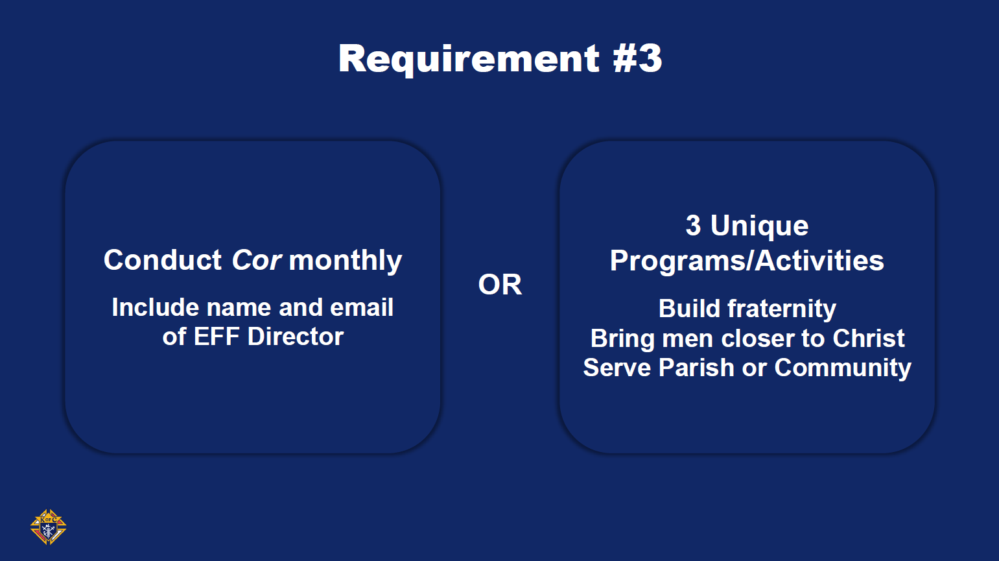 Requirement #3
Conduct Cor monthly
Include name and email
of EFF Director
OR
3 Unique
Programs/Activities
Build fraternity
Bring men closer to Christ
Serve Parish or Community
K OF C